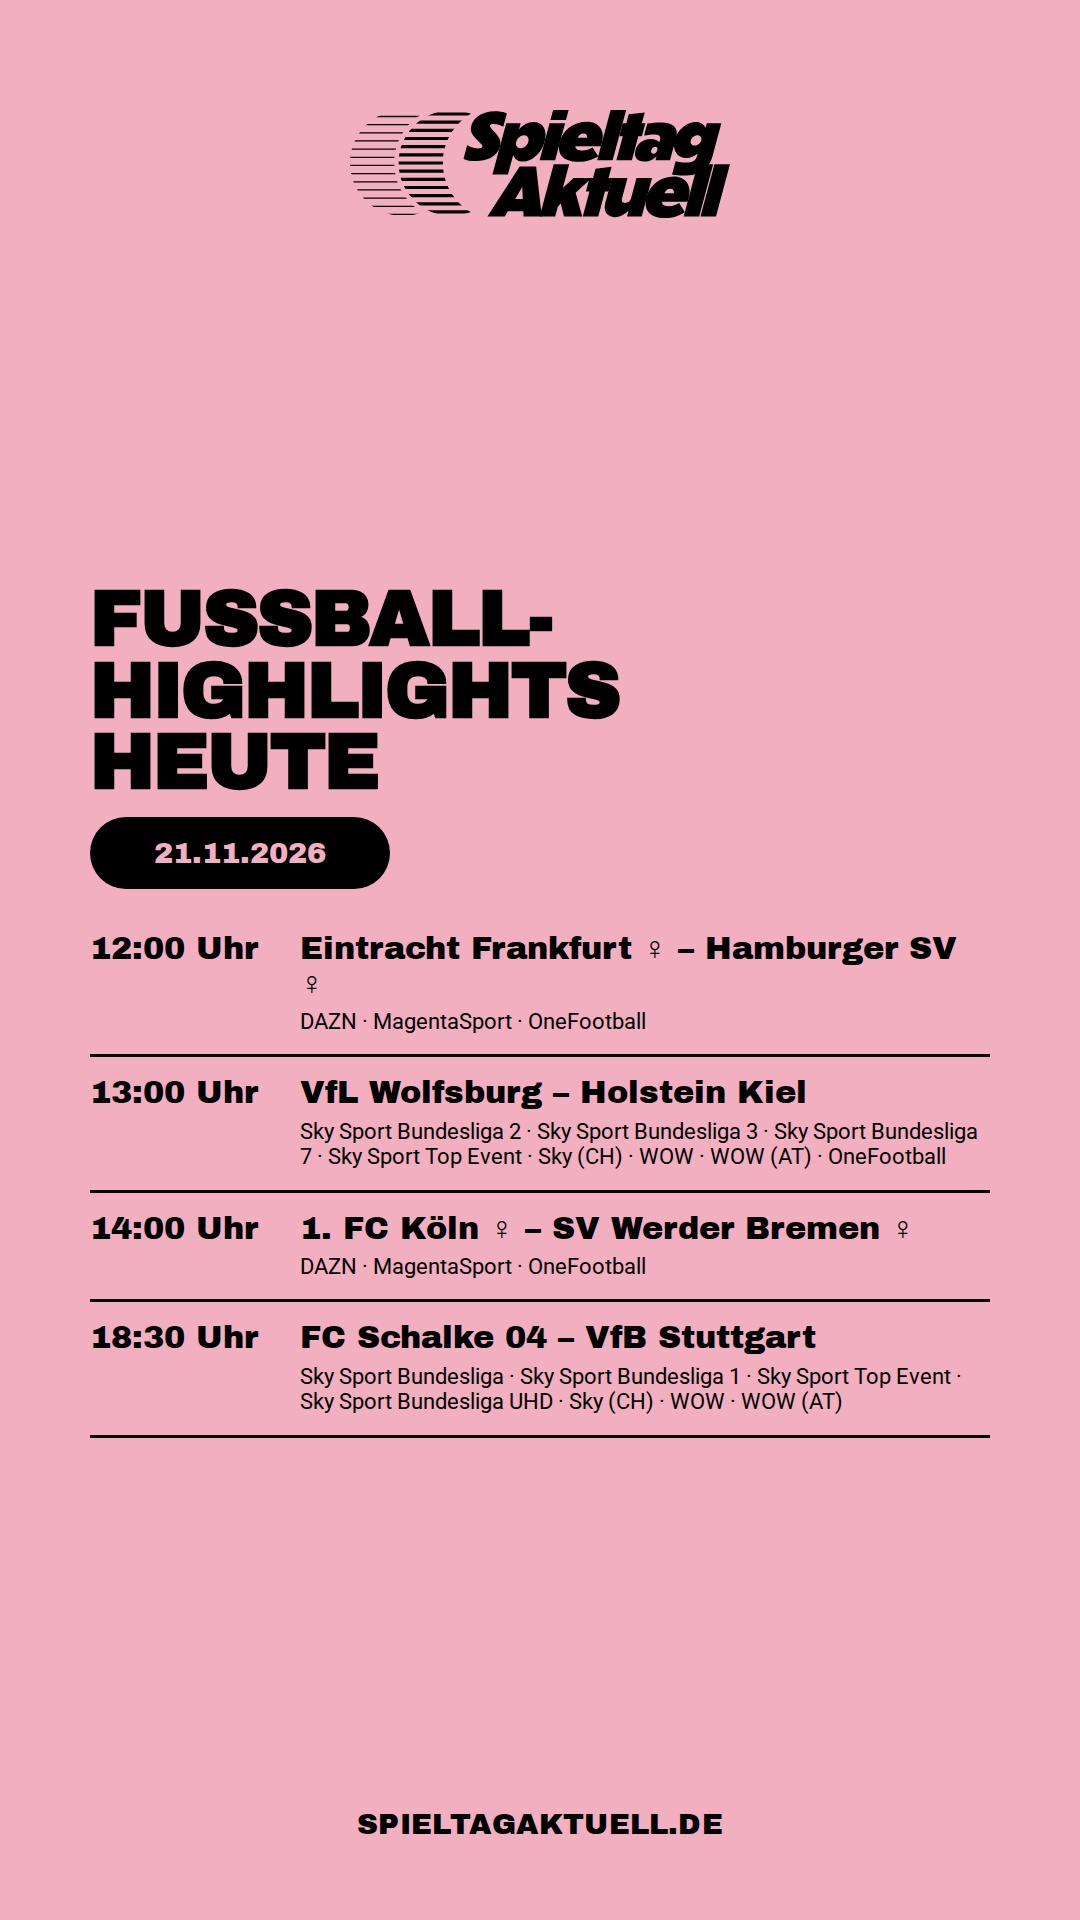 Spieltag
Aktuell
FUSSBALL-
HIGHLIGHTS
HEUTE
21.11.2026
12:00 Uhr Eintracht Frankfurt ♀ – Hamburger SV
♀
DAZN · MagentaSport · OneFootball
13:00 Uhr VfL Wolfsburg – Holstein Kiel
Sky Sport Bundesliga 2 · Sky Sport Bundesliga 3 · Sky Sport Bundesliga
7 · Sky Sport Top Event · Sky (CH) · WOW · WOW (AT) · OneFootball
14:00 Uhr 1. FC Köln ♀ – SV Werder Bremen ♀
DAZN · MagentaSport · OneFootball
18:30 Uhr FC Schalke 04 – VfB Stuttgart
Sky Sport Bundesliga · Sky Sport Bundesliga 1 · Sky Sport Top Event ·
Sky Sport Bundesliga UHD · Sky (CH) · WOW · WOW (AT)
SPIELTAGAKTUELL.DE